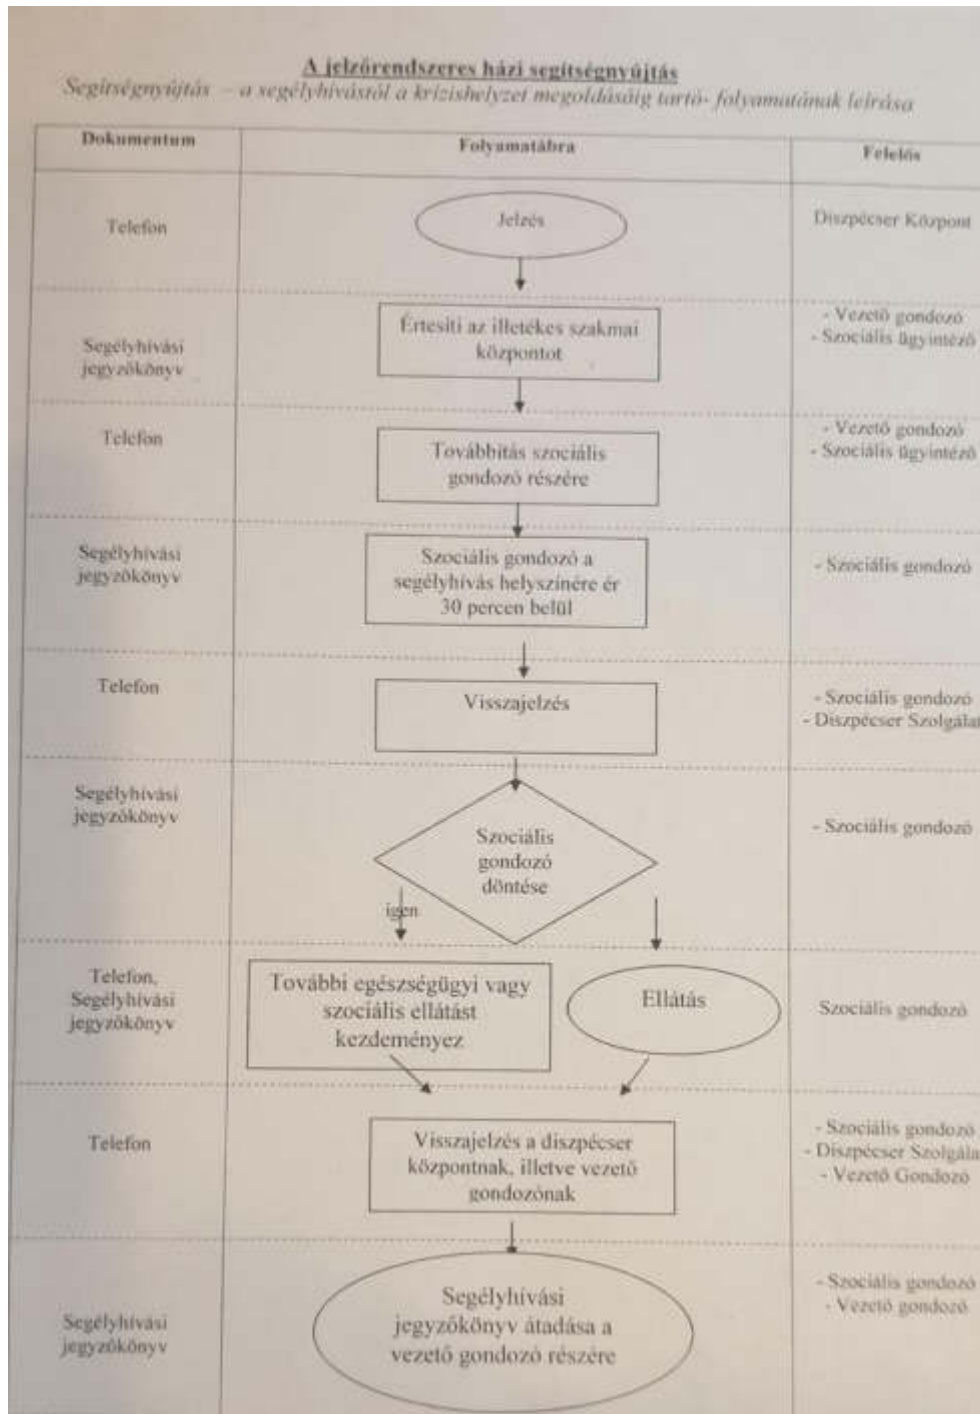 A jelzőrendszeres házi segítségnyújtás
Segítségnyújtás – a segélyhívástól a krízishelyzet megoldásáig tartó- folyamatának leírása
Dokumentum
Folyamatábra
Felelős
Telefon
Jelzés
Diszpécser Központ
Segélyhívási
jegyzőkönyv
Értesíti az illetékes szakmai
központot
- Vezető gondozó
- Szociális ügyintéző
Telefon
Továbbítás szociális
gondozó részére
- Vezető gondozó
- Szociális ügyintéző
Segélyhívási
jegyzőkönyv
Szociális gondozó a
segélyhívás helyszínére ér
30 percen belül
- Szociális gondozó
Telefon
Visszajelzés
- Szociális gondozó
- Diszpécser Szolgálat
Segélyhívási
jegyzőkönyv
Szociális
gondozó
döntése
- Szociális gondozó
igen
Telefon,
Segélyhívási
jegyzőkönyv
További egészségügyi vagy
szociális ellátást
kezdeményez
Ellátás
Szociális gondozó
Telefon
Visszajelzés a diszpécser
központnak, illetve vezető
gondozónak
- Szociális gondozó
- Diszpécser Szolgála
- Vezető Gondozó
Segélyhívási
jegyzőkönyv
Segélyhívási
jegyzőkönyv átadása a
vezető gondozó részére
- Szociális gondozó
- Vezető gondozó